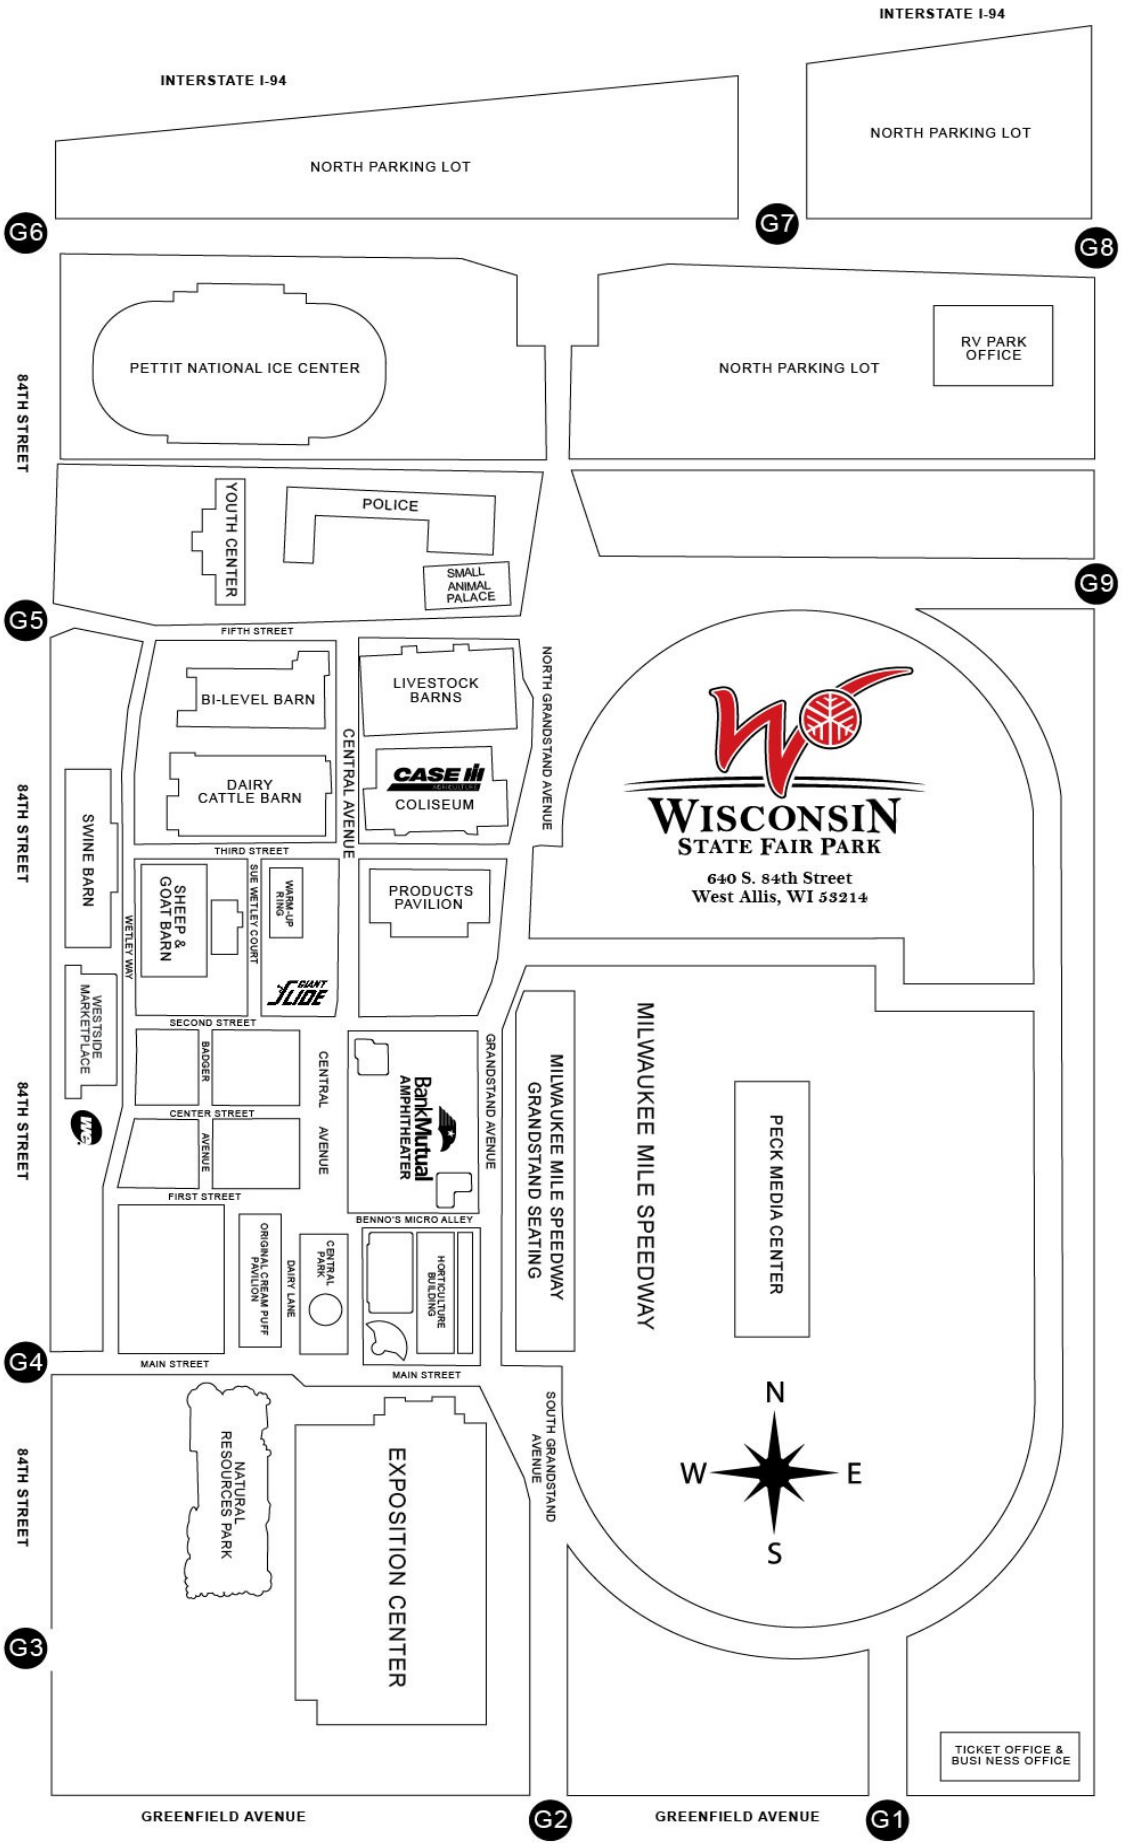 INTERSTATE I-94
INTERSTATE I-94
NORTH PARKING LOT
NORTH PARKING LOT
G6
G7
G8
PETTIT NATIONAL ICE CENTER
NORTH PARKING LOT
RV PARK
OFFICE
84TH STREET
YOUTH CENTER
POLICE
SMALL
ANIMAL
PALACE
G9
G5
FIFTH STREET
BI-LEVEL BARN
LIVESTOCK
BARNS
NORTH GRANDSTAND AVENUE
CENTRAL AVENUE
DAIRY
CATTLE BARN
CASE IH
AGRICULTURE
COLISEUM
WISCONSIN
STATE FAIR PARK
640 S. 84th Street
West Allis, WI 53214
84TH STREET
SWINE BARN
THIRD STREET
SHEEP &
GOAT BARN
SUE WETLEY COURT
WARM-UP
RING
PRODUCTS
PAVILION
WETLEY WAY
GIANT
SLIDE
WESTSIDE
MARKETPLACE
SECOND STREET
BADGER
CENTRAL AVENUE
BankMutual
AMPHITHEATER
GRANDSTAND AVENUE
MILWAUKEE MILE SPEEDWAY
GRANDSTAND SEATING
MILWAUKEE MILE SPEEDWAY
PECK MEDIA CENTER
84TH STREET
we
CENTER STREET
AVENUE
FIRST STREET
BENNO'S MICRO ALLEY
ORIGINAL CREAM PUFF
PAVILION
DAIRY LANE
CENTRAL
PARK
HORTICULTURE
BUILDING
G4
MAIN STREET
MAIN STREET
N
W
E
S
SOUTH GRANDSTAND
AVENUE
84TH STREET
NATURAL
RESOURCES PARK
EXPOSITION CENTER
G3
TICKET OFFICE &
BUSI NESS OFFICE
GREENFIELD AVENUE
G2
GREENFIELD AVENUE
G1